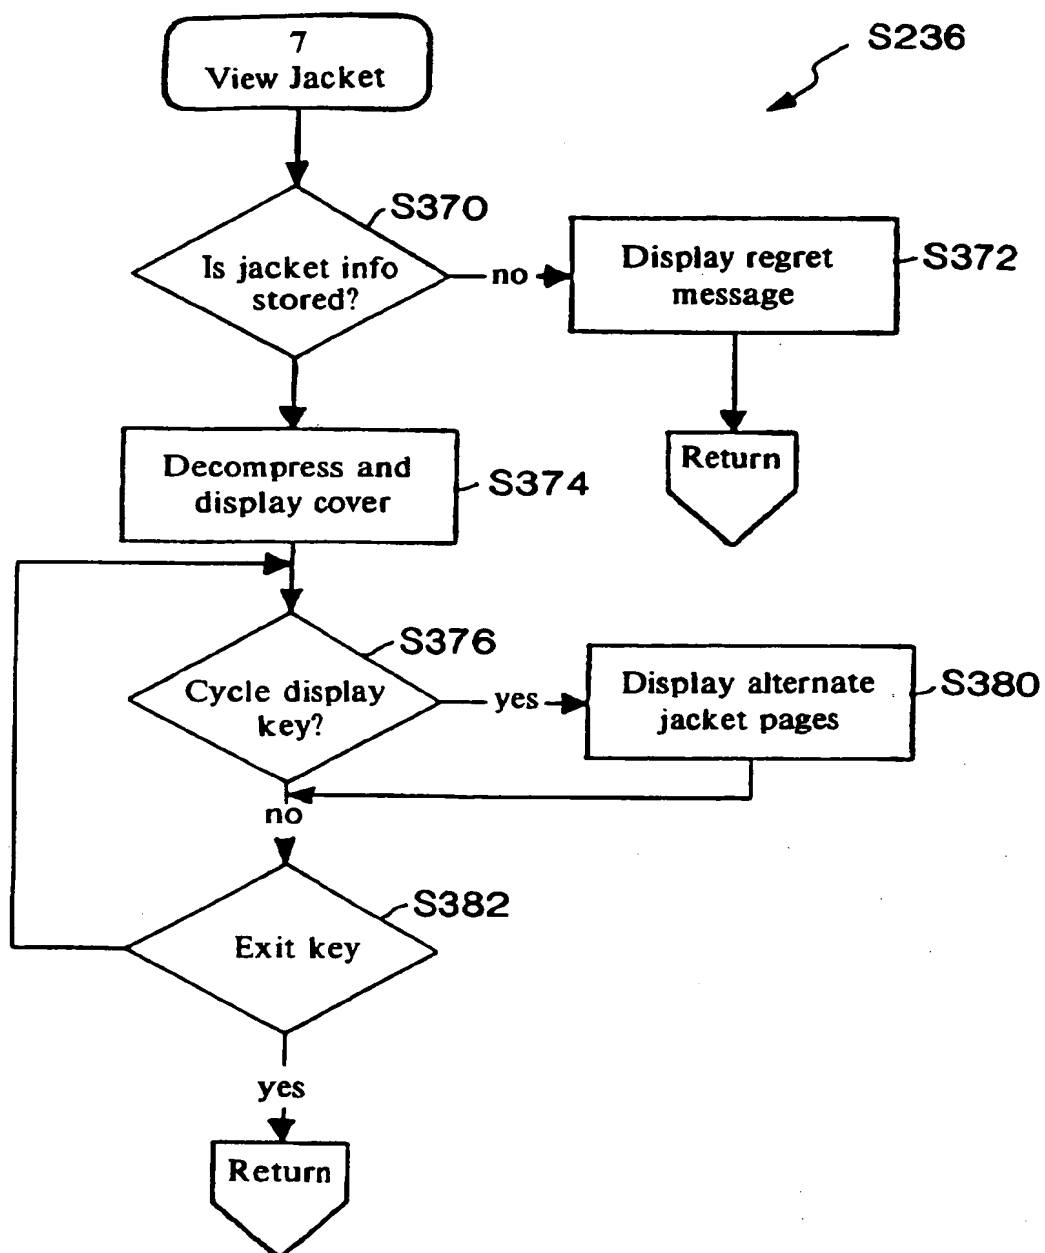 7
View Jacket
S236
S370
Is jacket info
stored?
no
Display regret
message
S372
Return
Decompress and
display cover
S374
S376
Cycle display
key?
yes
Display alternate
jacket pages
S380
no
S382
Exit key
yes
Return